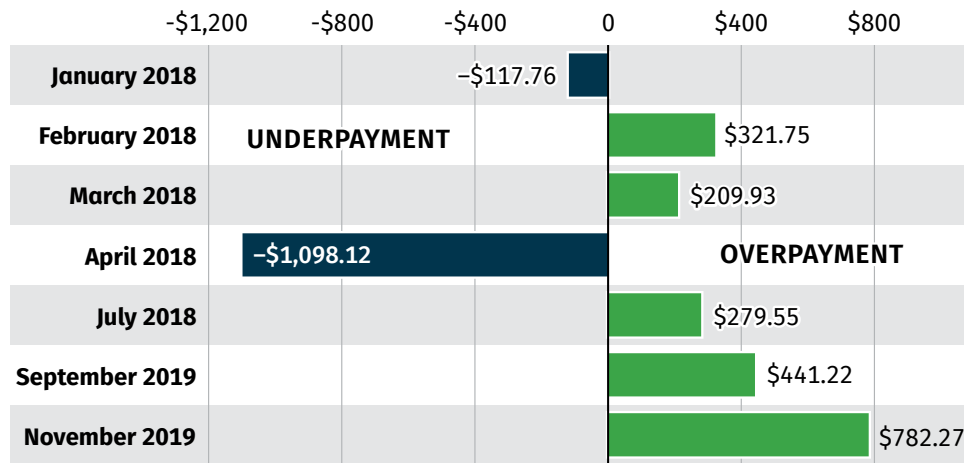 -$1,200 -$800 -$400 0 $400 $800
January 2018 –$117.76
February 2018 UNDERPAYMENT $321.75
March 2018 $209.93
April 2018 –$1,098.12 OVERPAYMENT
July 2018 $279.55
September 2019 $441.22
November 2019 $782.27